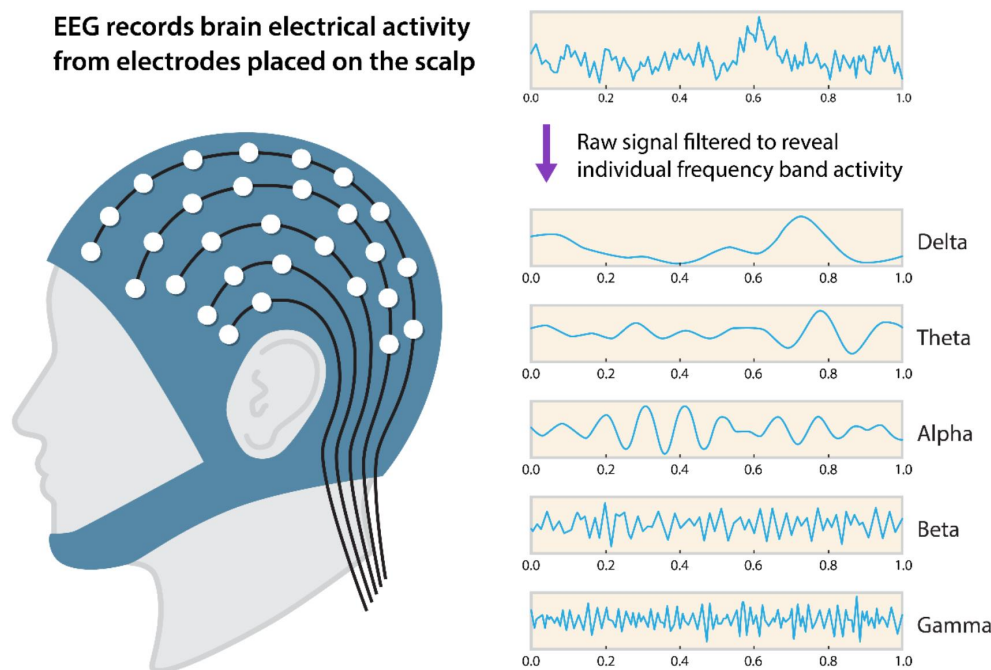 EEG records brain electrical activity
from electrodes placed on the scalp
0.0 0.2 0.4 0.6 0.8 1.0
Raw signal filtered to reveal
individual frequency band activity
Delta
0.0 0.2 0.4 0.6 0.8 1.0
Theta
0.0 0.2 0.4 0.6 0.8 1.0
Alpha
0.0 0.2 0.4 0.6 0.8 1.0
Beta
0.0 0.2 0.4 0.6 0.8 1.0
Gamma
0.0 0.2 0.4 0.6 0.8 1.0